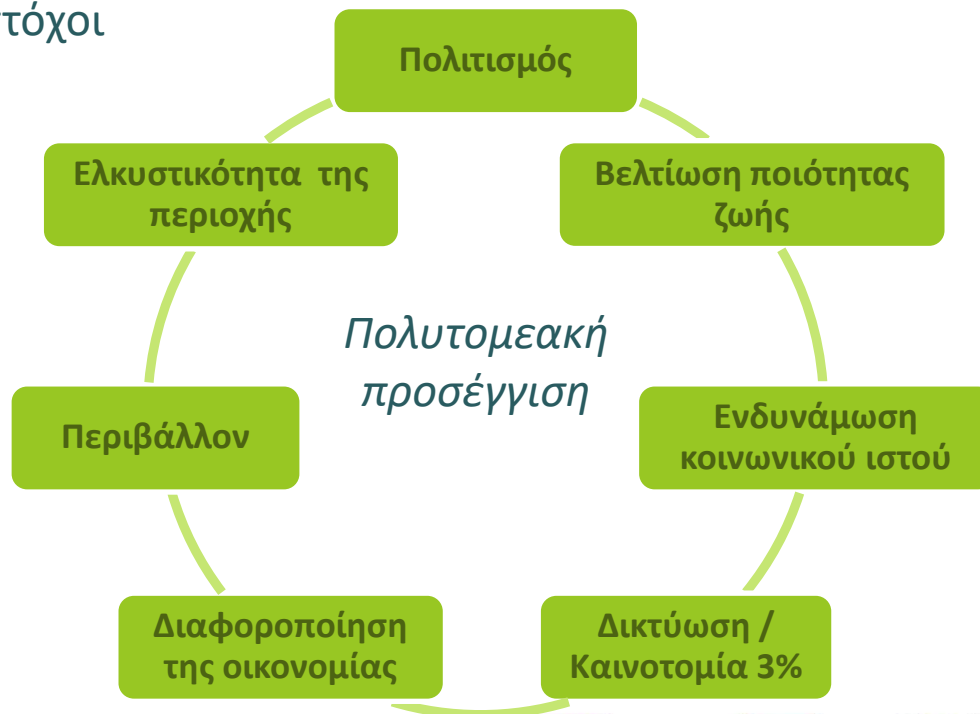 τόχοι
Πολιτισμός
Ελκυστικότητα της
περιοχής
Βελτίωση ποιότητας
ζωής
Πολυτομεακή
προσέγγιση
Περιβάλλον
Ενδυνάμωση
κοινωνικού ιστού
Διαφοροποίηση
της οικονομίας
Δικτύωση /
Καινοτομία 3%